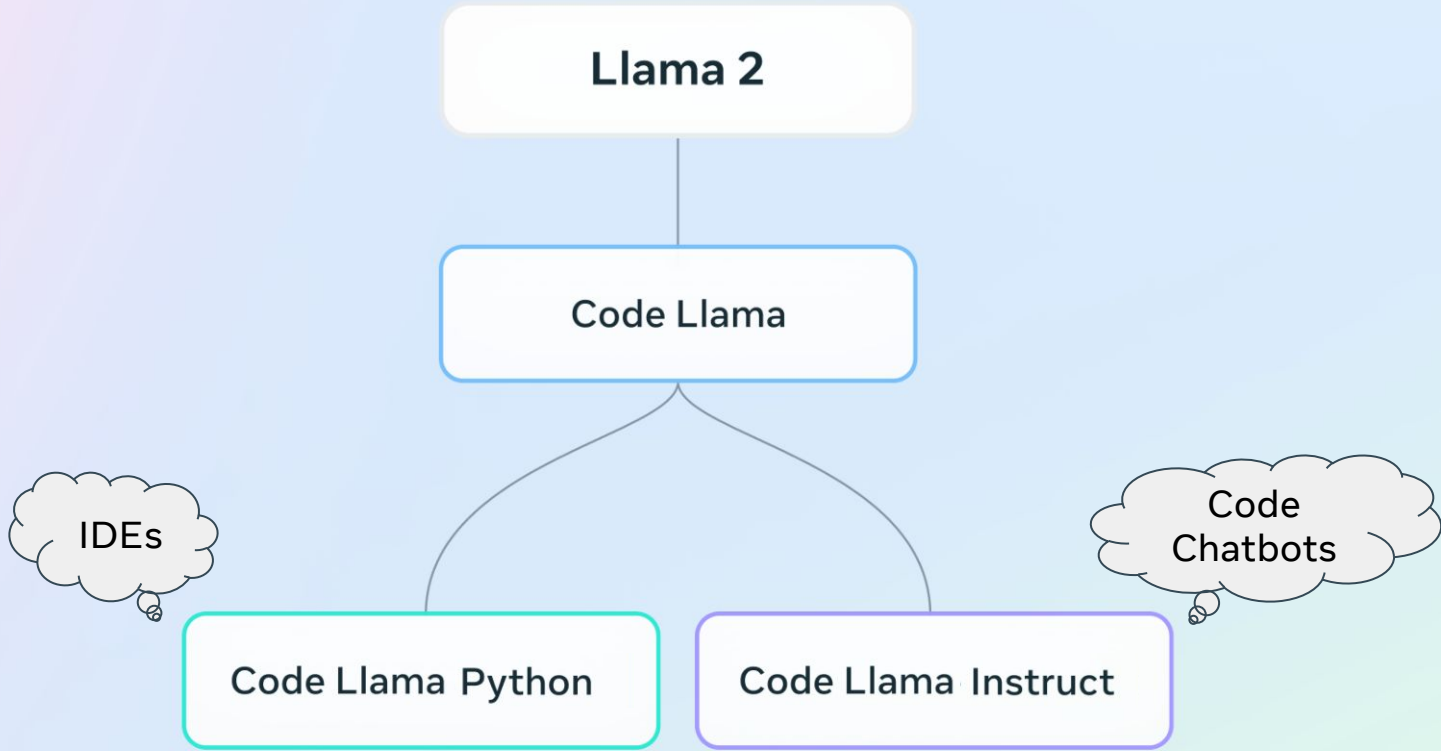 Llama 2
Code Llama
IDEs
Code
Chatbots
Code Llama Python
Code Llama Instruct